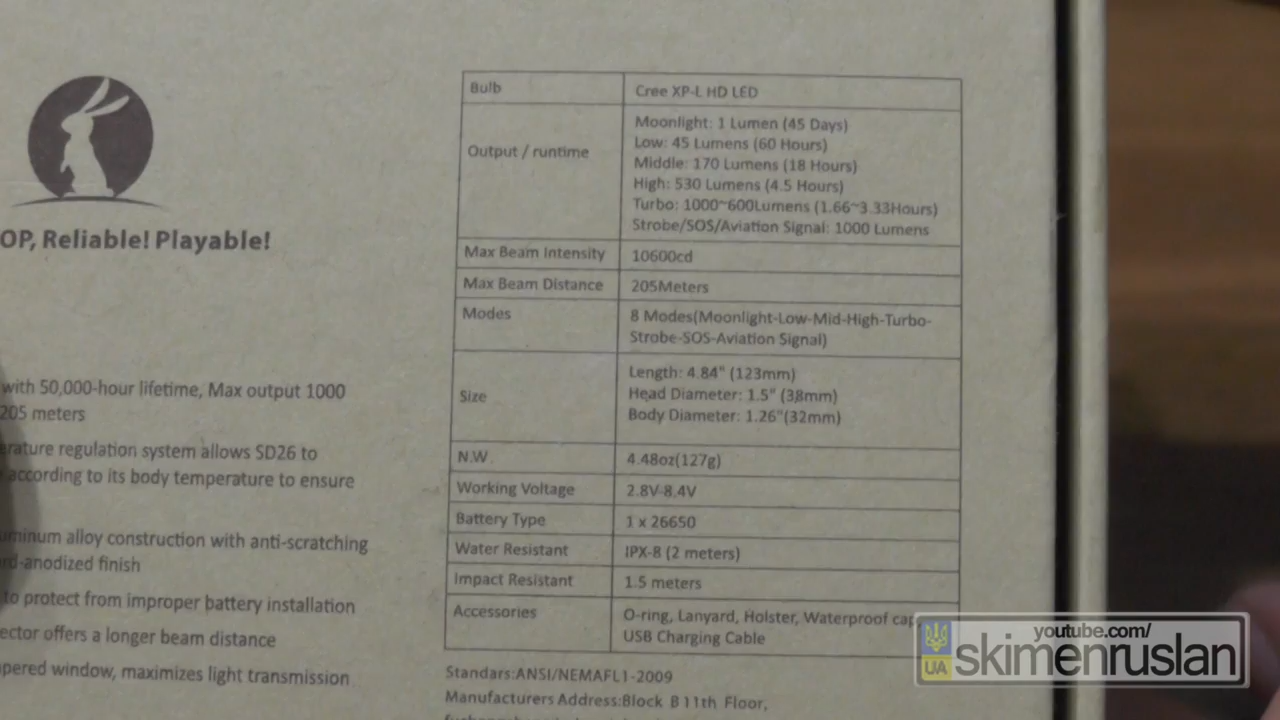 OP, Reliable! Playable!
with 50,000-hour lifetime, Max output 1000
205 meters
regulation system allows SD26 to
according to its body temperature to ensure
alloy construction with anti-scratching
finish
to protect from improper battery installation
offers a longer beam distance
window, maximizes light transmission
Bulb Cree XP-L HD LED
Output / runtime
Moonlight: 1 Lumen (45 Days)
Low: 45 Lumens (60 Hours)
Middle: 170 Lumens (18 Hours)
High: 530 Lumens (4.5 Hours)
Turbo: 1000~600Lumens (1.66~3.33Hours)
Strobe/SOS/Aviation Signal: 1000 Lumens
Max Beam Intensity 10600cd
Max Beam Distance 205Meters
Modes 8 Modes(Moonlight-Low-Mid-High-Turbo-
Strobe-SOS-Aviation Signal)
Size
Length: 4.84" (123mm)
Head Diameter: 1.5" (38mm)
Body Diameter: 1.26"(32mm)
N.W. 4.48oz(127g)
Working Voltage 2.8V-8.4V
Battery Type 1 x 26650
Water Resistant IPX-8 (2 meters)
Impact Resistant 1.5 meters
Accessories O-ring, Lanyard, Holster, Waterproof cap
USB Charging Cable
Standars:ANSI/NEMAFL1-2009
Manufacturers Address:Block B 11th Floor,
youtube.com/
UA skimenruslan